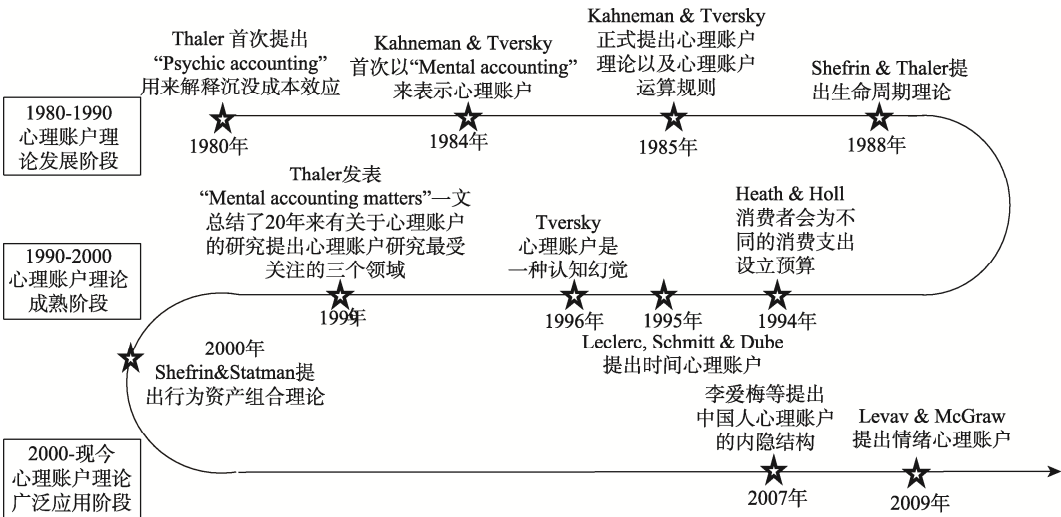 Thaler 首次提出
“Psychic accounting”
用来解释沉没成本效应
Kahneman & Tversky
首次以“Mental accounting”
来表示心理账户
Kahneman & Tversky
正式提出心理账户
理论以及心理账户
运算规则
Shefrin & Thaler提
出生命周期理论
1980-1990
心理账户理
论发展阶段
1980年
1984年
1985年
1988年
Thaler发表
“Mental accounting matters”一文
总结了20年来有关于心理账户
的研究提出心理账户研究最受
关注的三个领域
Tversky
心理账户是
一种认知幻觉
Heath & Holl
消费者会为不
同的消费支出
设立预算
1990-2000
心理账户理论
成熟阶段
1999年
1996年
1995年
1994年
Leclerc, Schmitt & Dube
提出时间心理账户
2000年
Shefrin&Statman提
出行为资产组合理论
李爱梅等提出
中国人心理账户
的内隐结构
Levav & McGraw
提出情绪心理账户
2000-现今
心理账户理论
广泛应用阶段
2007年
2009年